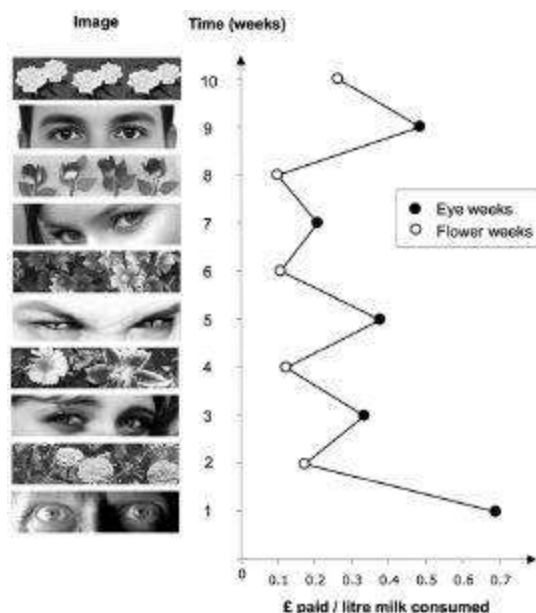 Image Time (weeks)
10
9
8
7
6
5
4
3
2
1
Eye weeks
Flower weeks
0 0.1 0.2 0.3 0.4 0.5 0.6 0.7
£ paid / litre milk consumed